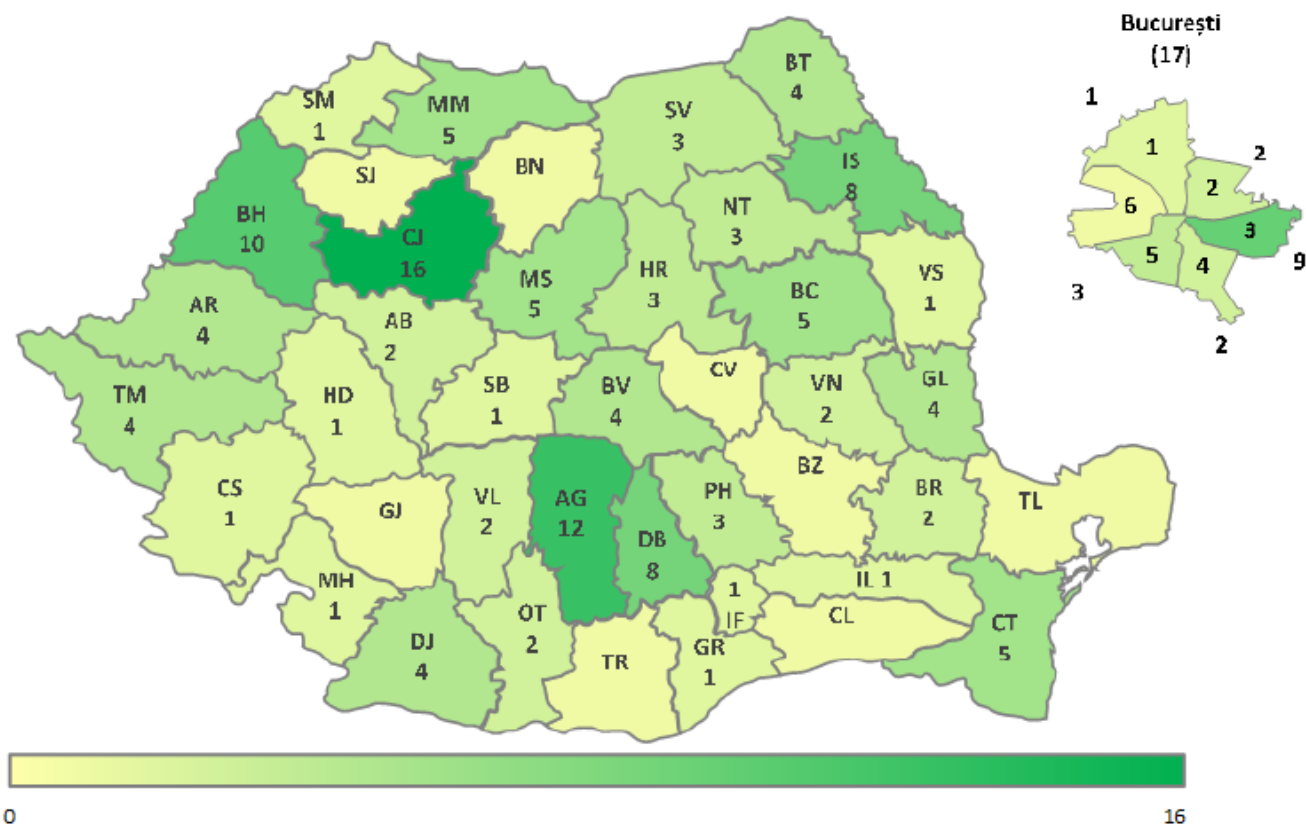 București
(17)
1
1
2
2
6
3
9
5
4
3
2
BT
4
SM
1
MM
5
SV
3
IS
8
SJ
BN
BH
10
NT
3
CJ
16
VS
1
HR
3
MS
5
BC
5
AR
4
AB
2
CV
SB
1
BV
4
VN
2
GL
4
TM
4
HD
1
BZ
CS
1
VL
2
AG
12
PH
3
BR
2
TL
GJ
DB
8
MH
1
IL 1
1
IF
CL
OT
2
CT
5
DJ
4
TR
GR
1
0
16